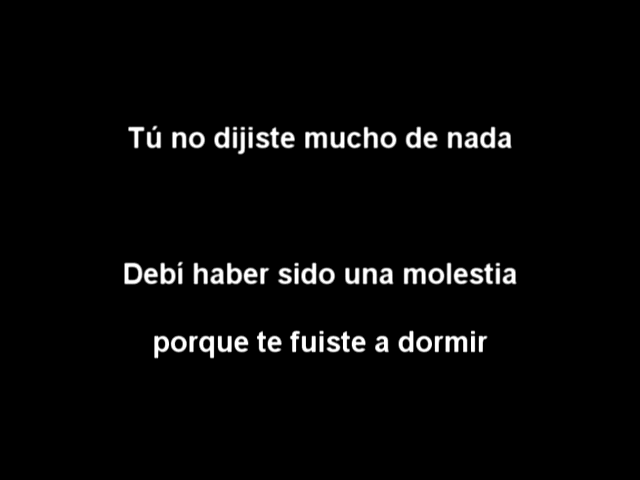 Tú no dijiste mucho de nada
Debí haber sido una molestia
porque te fuiste a dormir